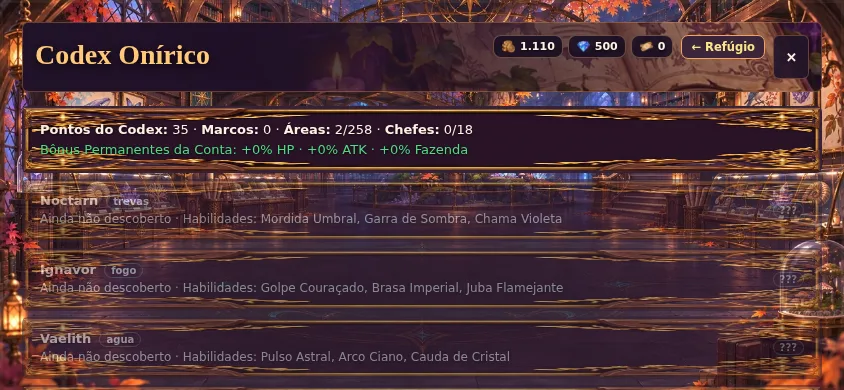 Codex Onírico
1.110
500
0
← Refúgio
×
Pontos do Codex: 35 · Marcos: 0 · Áreas: 2/258 · Chefes: 0/18
Bônus Permanentes da Conta: +0% HP · +0% ATK · +0% Fazenda
Noctarn trevas
Ainda não descoberto · Habilidades: Mordida Umbral, Garra de Sombra, Chama Violeta
???
Ignavor fogo
Ainda não descoberto · Habilidades: Golpe Couraçado, Brasa Imperial, Juba Flamejante
???
Vaelith agua
Ainda não descoberto · Habilidades: Pulso Astral, Arco Ciano, Cauda de Cristal
???